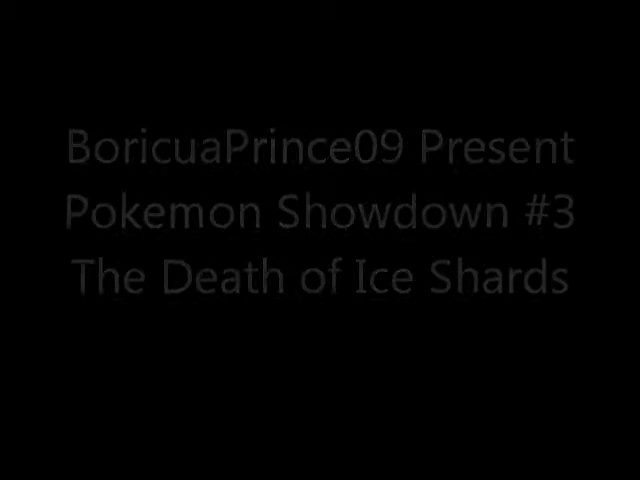 BoricuaPrince09 Present
Pokemon Showdown #3
The Death of Ice Shards